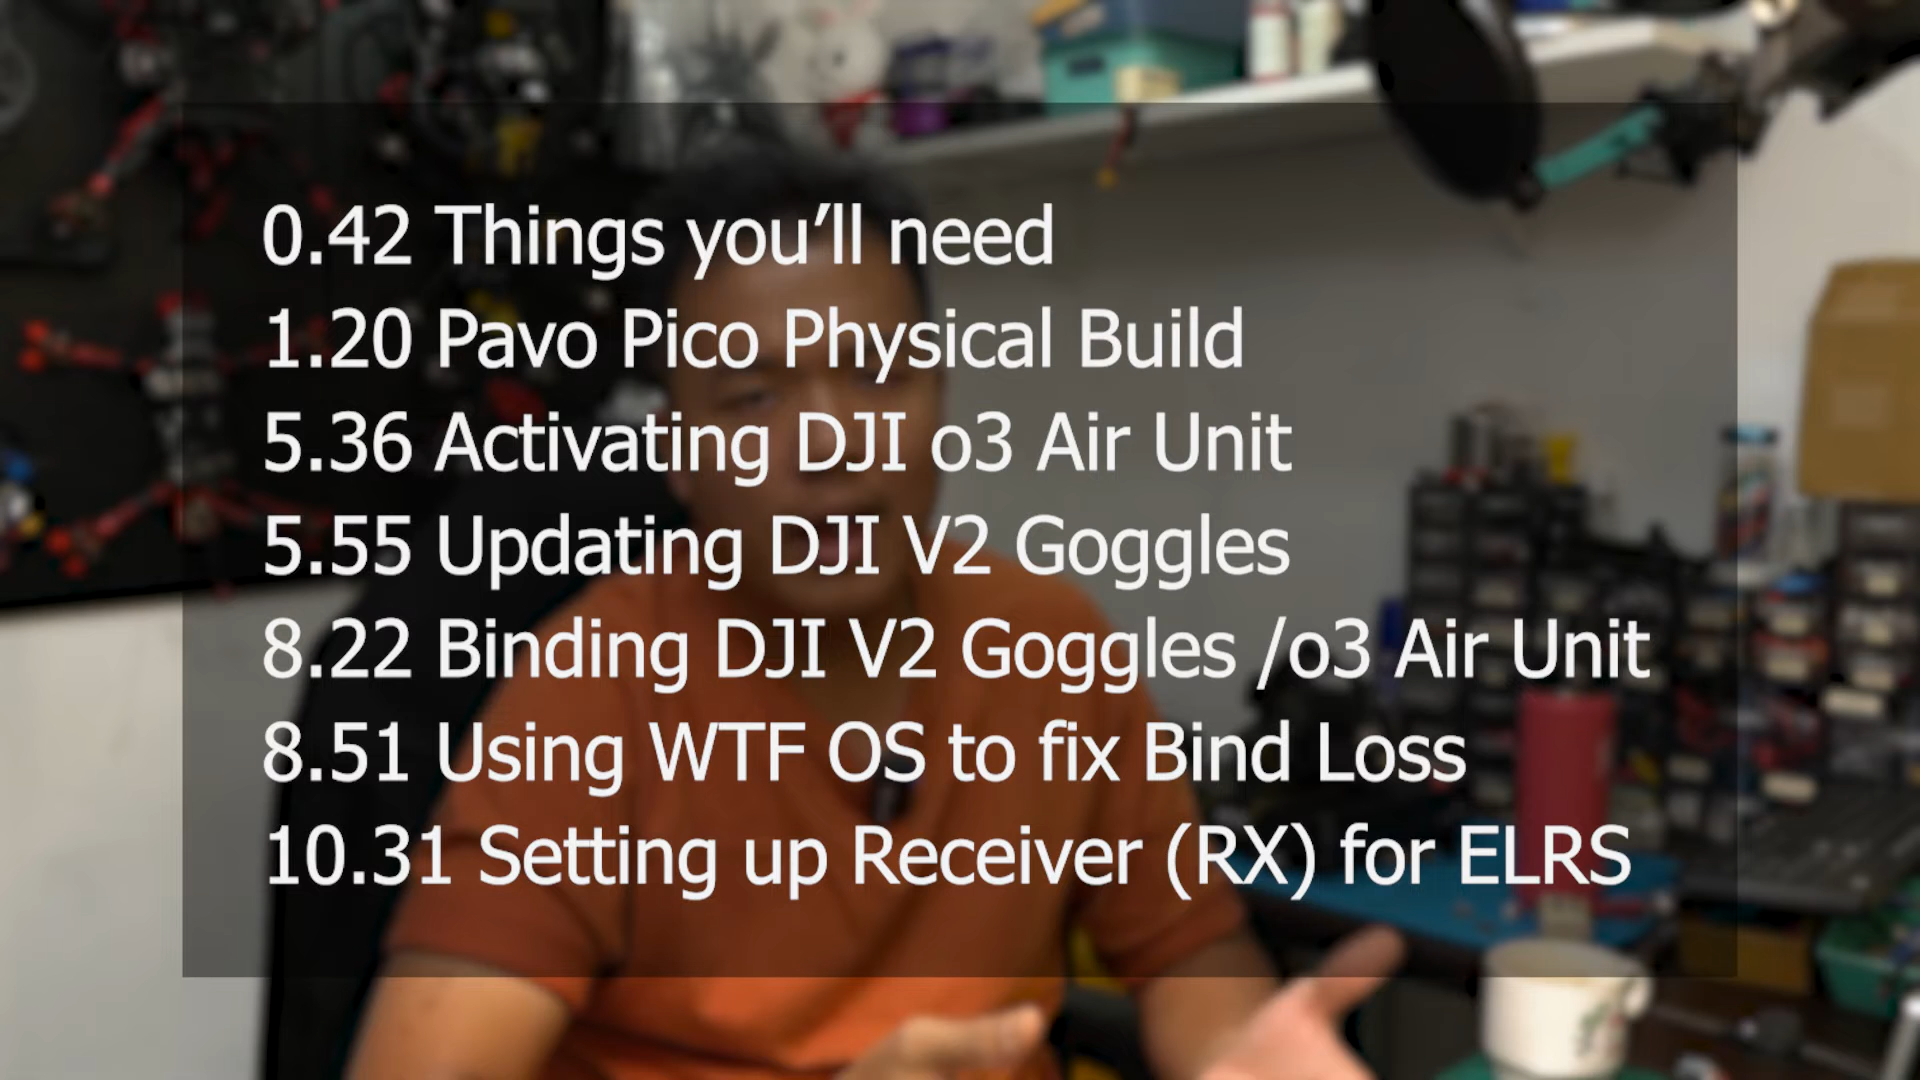 0.42 Things you’ll need
1.20 Pavo Pico Physical Build
5.36 Activating DJI o3 Air Unit
5.55 Updating DJI V2 Goggles
8.22 Binding DJI V2 Goggles /o3 Air Unit
8.51 Using WTF OS to fix Bind Loss
10.31 Setting up Receiver (RX) for ELRS